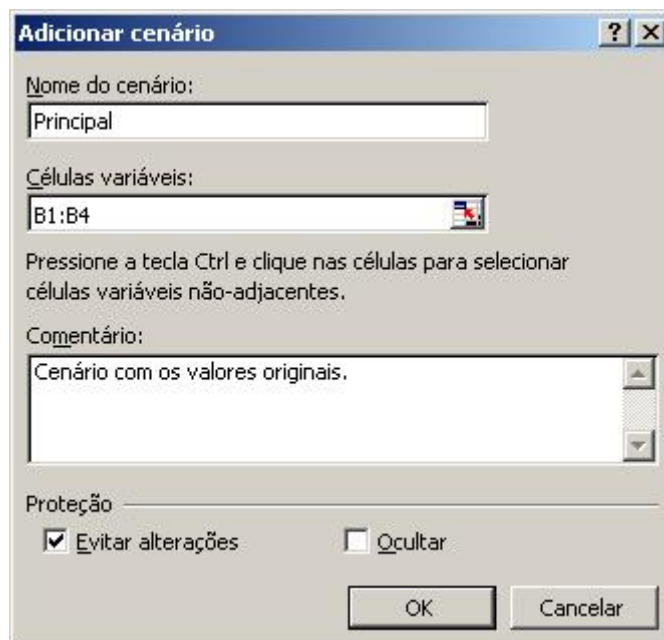 Adicionar cenário
Nome do cenário:
Principal
Células variáveis:
B1:B4
Pressione a tecla Ctrl e clique nas células para selecionar
células variáveis não-adjacentes.
Comentário:
Cenário com os valores originais.
Proteção
Evitar alterações
Ocultar
OK
Cancelar